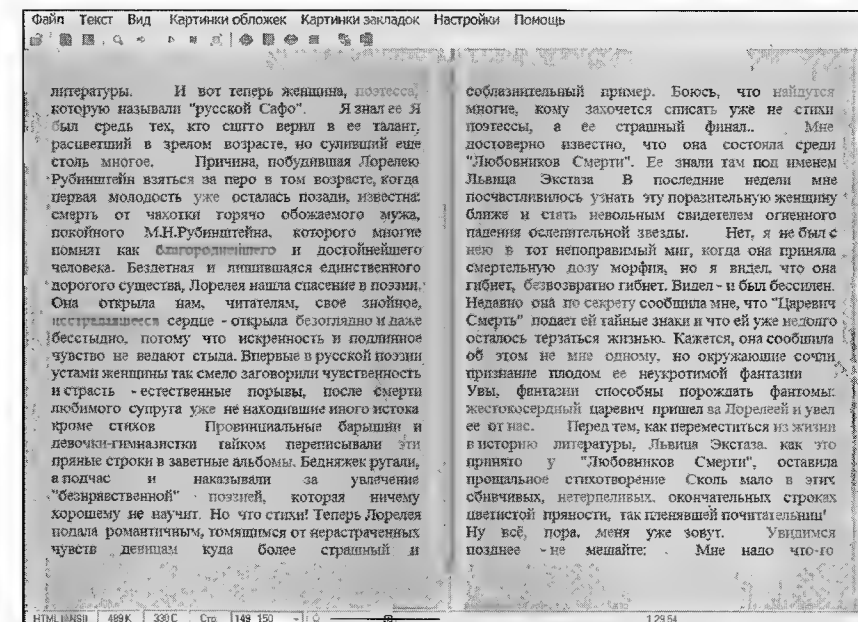 Файл Текст Вид Картинки обложек Картинки закладок Настройки Помощь
литературы. И вот теперь женщина, поэтесса,
которую называли "русской Сафо". Я знал ее Я
был средь тех, кто слито верил в ее талант,
расцветший в зрелом возрасте, но суливший еще
столь многое. Причина, побудившая Лорелею
Рубинштейн взяться за перо в том возрасте, когда
первая молодость уже осталась позади, известна:
смерть от чахотки горячо обожаемого мужа,
покойного М.Н.Рубинштейна, которого многие
помнят как благороднейшего и достойнейшего
человека. Бездетная и лишившаяся единственного
дорогого существа, Лорелея нашла спасение в поэзии.
Она открыла нам, читателям, свое знойное,
исстрадавшееся сердце - открыла безоглядно и даже
бесстыдно, потому что искренность и подлинное
чувство не ведают стыда. Впервые в русской поэзии
устами женщины так смело заговорили чувственность
и страсть - естественные порывы, после смерти
любимого супруга уже не находившие иного истока
кроме стихов Провинциальные барышни и
девочки-гимназистки тайком переписывали эти
пряные строки в заветные альбомы. Бедняжек ругали,
а подчас и наказывали за увлечение
"безнравственной" поэзией, которая ничему
хорошему не научит. Но что стихи! Теперь Лорелея
подала романтичным, томящимся от нерастраченных
чувств девицам куда более страшный и
соблазнительный пример. Боюсь, что найдутся
многие, кому захочется списать уже не стихи
поэтессы, а ее страшный финал.. Мне
достоверно известно, что она состояла среди
"Любовников Смерти". Ее знали там под именем
Львица Экстаза В последние недели мне
посчастливилось узнать эту поразительную женщину
ближе и стать невольным свидетелем огненного
падения ослепительной звезды. Нет, я не был с
нею в тот непоправимый миг, когда она приняла
смертельную дозу морфия, но я видел, что она
гибнет, безвозвратно гибнет. Видел - и был бессилен.
Недавно она по секрету сообщила мне, что "Царевич
Смерть" подает ей тайные знаки и что ей уже недолго
осталось терзаться жизнью. Кажется, она сообщила
об этом не мне одному, но окружающие сочли
признание плодом ее неукротимой фантазии
Увы, фантазии способны порождать фантомы:
жестокосердный царевич пришел за Лорелеей и увел
ее от нас. Перед тем, как переместиться из жизни
в историю литературы, Львица Экстаза. как это
принято у "Любовников Смерти", оставила
прощальное стихотворение Сколь мало в этих
сбивчивых, нетерпеливых. окончательных строках
цветистой пряности, так пленявшей почитательниц'
Ну всё, пора. меня уже зовут. Увидимся
позднее - не мешайте: Мне надо что-то
HTML (ANSI) 489K 330C Стр. 149 150 1:29:54